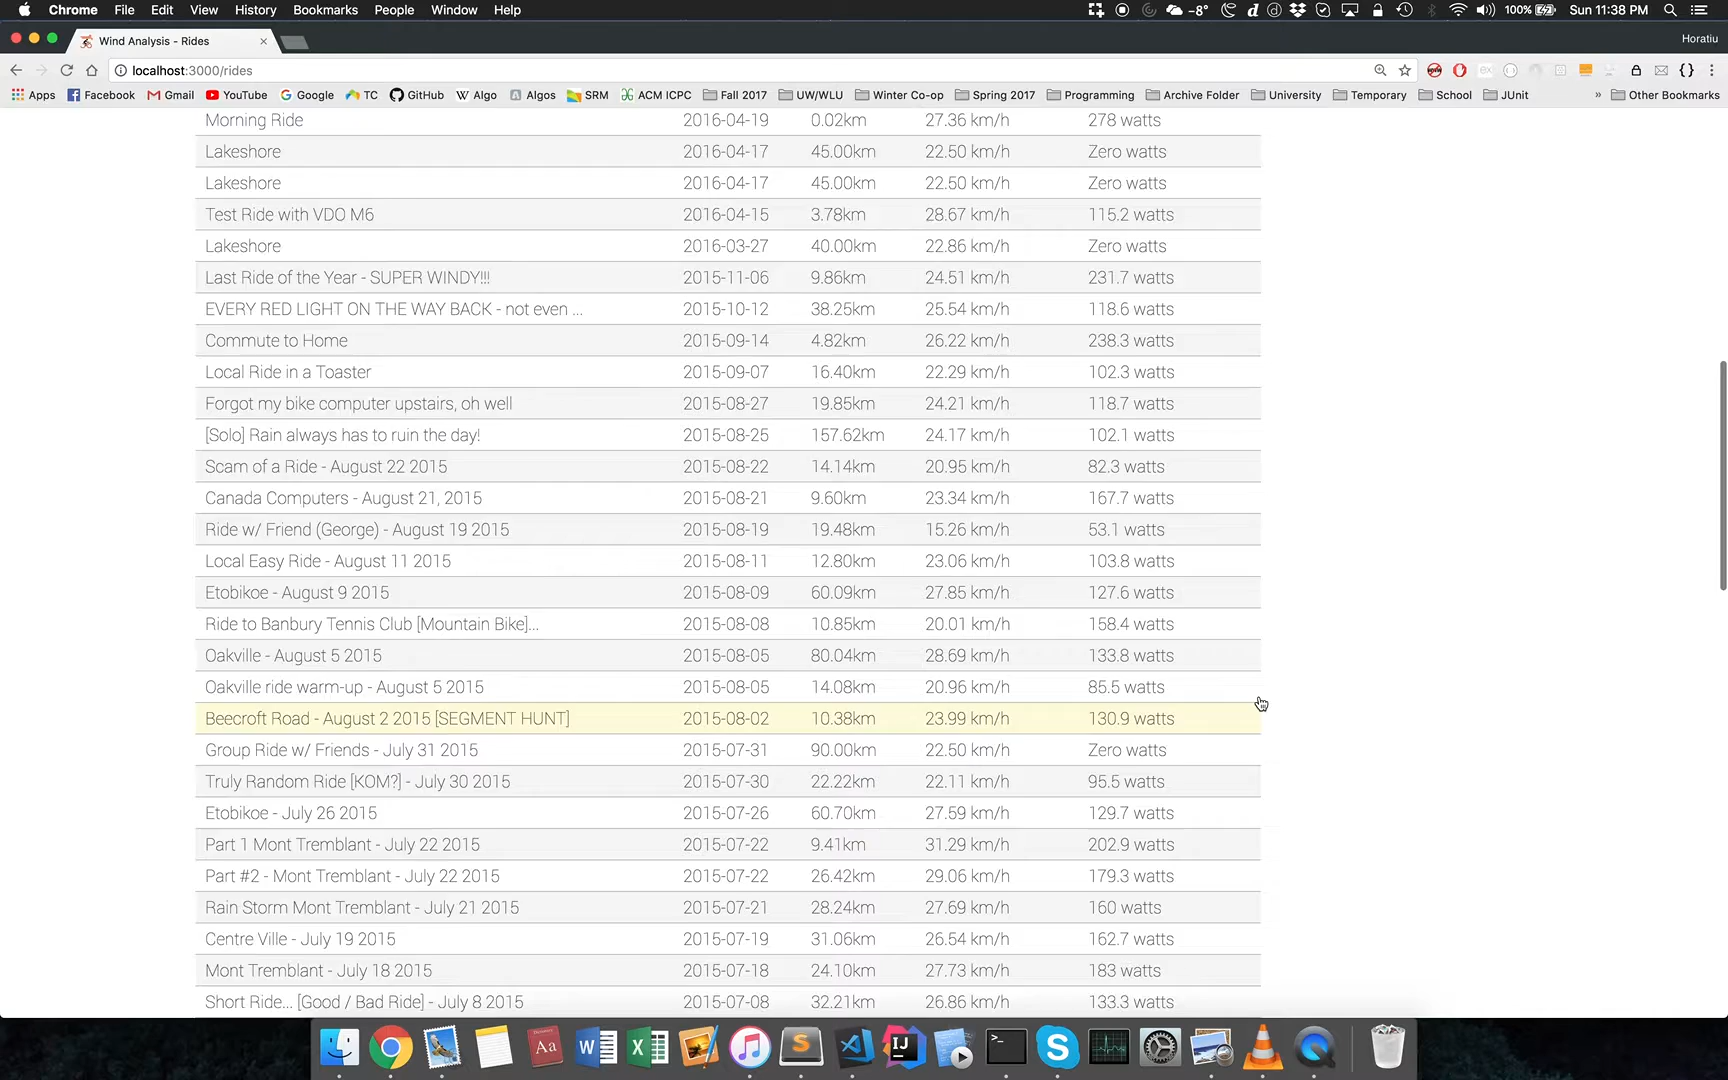 Chrome File Edit View History Bookmarks People Window Help -8° 100% Sun 11:38 PM
Wind Analysis - Rides Horatiu
localhost:3000/rides
Apps Facebook Gmail YouTube Google TC GitHub Algo Algos SRM ACM ICPC Fall 2017 UW/WLU Winter Co-op Spring 2017 Programming Archive Folder University Temporary School JUnit » Other Bookmarks
Morning Ride 2016-04-19 0.02km 27.36 km/h 278 watts
Lakeshore 2016-04-17 45.00km 22.50 km/h Zero watts
Lakeshore 2016-04-17 45.00km 22.50 km/h Zero watts
Test Ride with VDO M6 2016-04-15 3.78km 28.67 km/h 115.2 watts
Lakeshore 2016-03-27 40.00km 22.86 km/h Zero watts
Last Ride of the Year - SUPER WINDY!!! 2015-11-06 9.86km 24.51 km/h 231.7 watts
EVERY RED LIGHT ON THE WAY BACK - not even ... 2015-10-12 38.25km 25.54 km/h 118.6 watts
Commute to Home 2015-09-14 4.82km 26.22 km/h 238.3 watts
Local Ride in a Toaster 2015-09-07 16.40km 22.29 km/h 102.3 watts
Forgot my bike computer upstairs, oh well 2015-08-27 19.85km 24.21 km/h 118.7 watts
[Solo] Rain always has to ruin the day! 2015-08-25 157.62km 24.17 km/h 102.1 watts
Scam of a Ride - August 22 2015 2015-08-22 14.14km 20.95 km/h 82.3 watts
Canada Computers - August 21, 2015 2015-08-21 9.60km 23.34 km/h 167.7 watts
Ride w/ Friend (George) - August 19 2015 2015-08-19 19.48km 15.26 km/h 53.1 watts
Local Easy Ride - August 11 2015 2015-08-11 12.80km 23.06 km/h 103.8 watts
Etobikoe - August 9 2015 2015-08-09 60.09km 27.85 km/h 127.6 watts
Ride to Banbury Tennis Club [Mountain Bike]... 2015-08-08 10.85km 20.01 km/h 158.4 watts
Oakville - August 5 2015 2015-08-05 80.04km 28.69 km/h 133.8 watts
Oakville ride warm-up - August 5 2015 2015-08-05 14.08km 20.96 km/h 85.5 watts
Beecroft Road - August 2 2015 [SEGMENT HUNT] 2015-08-02 10.38km 23.99 km/h 130.9 watts
Group Ride w/ Friends - July 31 2015 2015-07-31 90.00km 22.50 km/h Zero watts
Truly Random Ride [KOM?] - July 30 2015 2015-07-30 22.22km 22.11 km/h 95.5 watts
Etobikoe - July 26 2015 2015-07-26 60.70km 27.59 km/h 129.7 watts
Part 1 Mont Tremblant - July 22 2015 2015-07-22 9.41km 31.29 km/h 202.9 watts
Part #2 - Mont Tremblant - July 22 2015 2015-07-22 26.42km 29.06 km/h 179.3 watts
Rain Storm Mont Tremblant - July 21 2015 2015-07-21 28.24km 27.69 km/h 160 watts
Centre Ville - July 19 2015 2015-07-19 31.06km 26.54 km/h 162.7 watts
Mont Tremblant - July 18 2015 2015-07-18 24.10km 27.73 km/h 183 watts
Short Ride... [Good / Bad Ride] - July 8 2015 2015-07-08 32.21km 26.86 km/h 133.3 watts